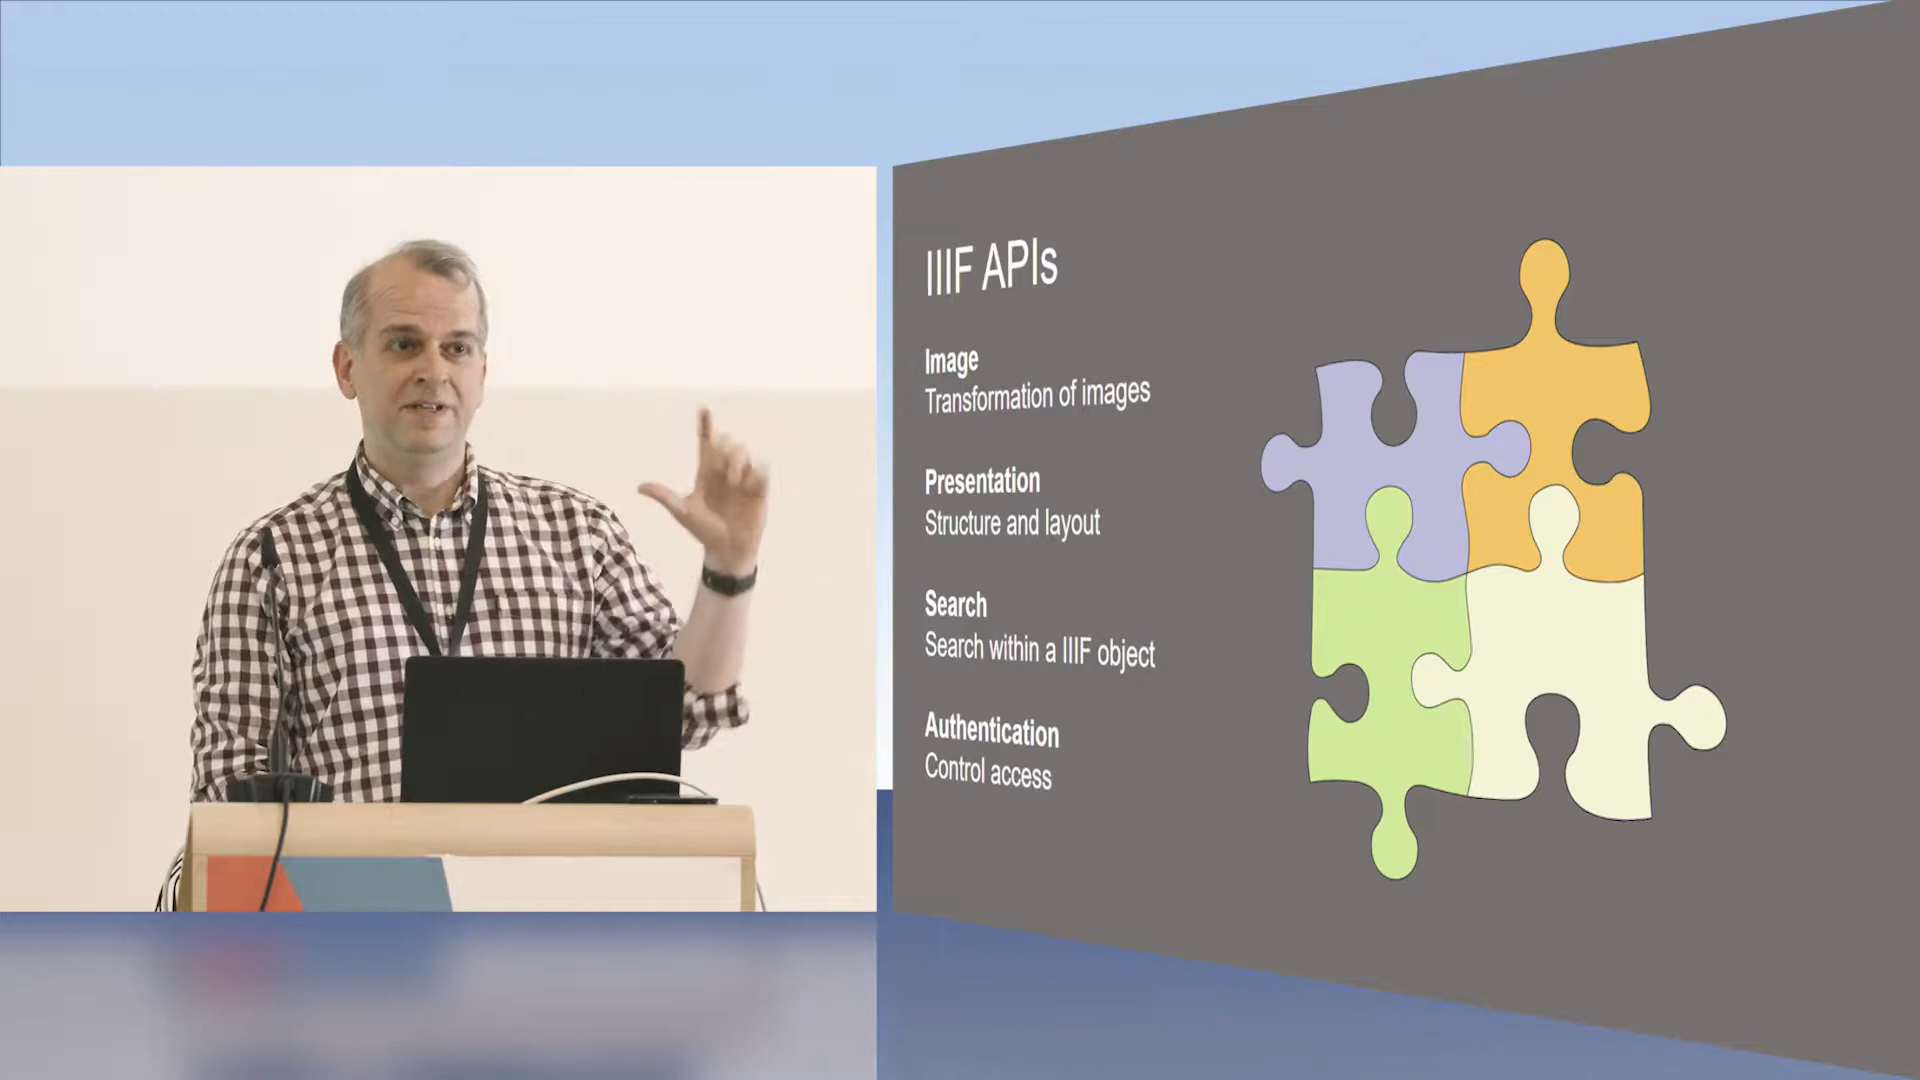 IIIF APIs
Image
Transformation of images
Presentation
Structure and layout
Search
Search within a IIIF object
Authentication
Control access